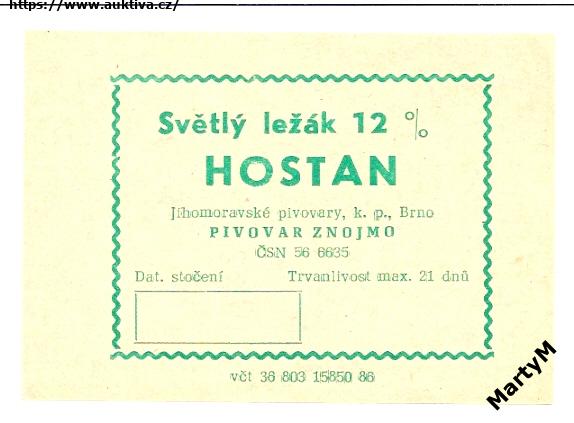 https://www.auktiva.cz/
Světlý ležák 12 %
HOSTAN
Jihomoravské pivovary, k. p., Brno
PIVOVAR ZNOJMO
ČSN 56 6635
Dat. stočení Trvanlivost max. 21 dnů
včt 36 803 15850 86
MartyM